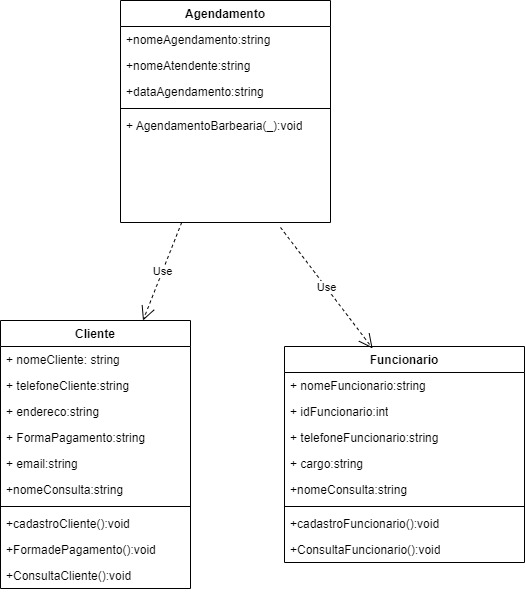 Agendamento
+nomeAgendamento:string
+nomeAtendente:string
+dataAgendamento:string
+ AgendamentoBarbearia(_):void
Use
Use
Cliente
+ nomeCliente: string
+ telefoneCliente:string
+ endereco:string
+ FormaPagamento:string
+ email:string
+nomeConsulta:string
+cadastroCliente():void
+FormadePagamento():void
+ConsultaCliente():void
Funcionario
+ nomeFuncionario:string
+ idFuncionario:int
+ telefoneFuncionario:string
+ cargo:string
+nomeConsulta:string
+cadastroFuncionario():void
+ConsultaFuncionario():void